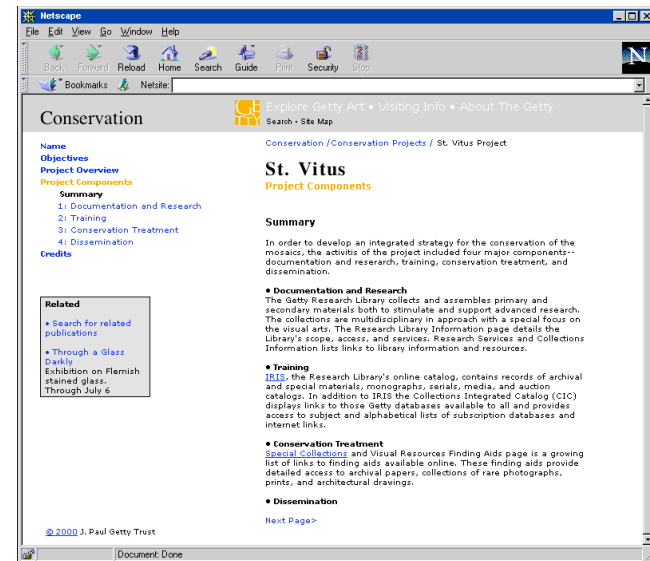 Netscape
File Edit View Go Window Help
Back Forward Reload Home Search Guide Print Security Stop
N
Bookmarks Netsite:
Conservation
GETTY
Explore Getty Art • Visiting Info • About The Getty
Search • Site Map
Name
Objectives
Project Overview
Project Components
Summary
1: Documentation and Research
2: Training
3: Conservation Treatment
4: Dissemination
Credits
Related
• Search for related
publications
• Through a Glass
Darkly
Exhibition on Flemish
stained glass.
Through July 6
© 2000 J. Paul Getty Trust
Conservation /Conservation Projects / St. Vitus Project
St. Vitus
Project Components
Summary
In order to develop an integrated strategy for the conservation of the
mosaics, the activitis of the project included four major components--
documentation and reserarch, training, conservation treatment, and
dissemination.
• Documentation and Research
The Getty Research Library collects and assembles primary and
secondary materials both to stimulate and support advanced research.
The collections are multidisciplinary in approach with a special focus on
the visual arts. The Research Library Information page details the
Library's scope, access, and services. Research Services and Collections
Information lists links to library information and resources.
• Training
IRIS, the Research Library's online catalog, contains records of archival
and special materials, monographs, serials, media, and auction
catalogs. In addition to IRIS the Collections Integrated Catalog (CIC)
displays links to those Getty databases available to all and provides
access to subject and alphabetical lists of subscription databases and
internet links.
• Conservation Treatment
Special Collections and Visual Resources Finding Aids page is a growing
list of links to finding aids available online. These finding aids provide
detailed access to archival papers, collections of rare photographs,
prints, and architectural drawings.
• Dissemination
Next Page>
Document: Done